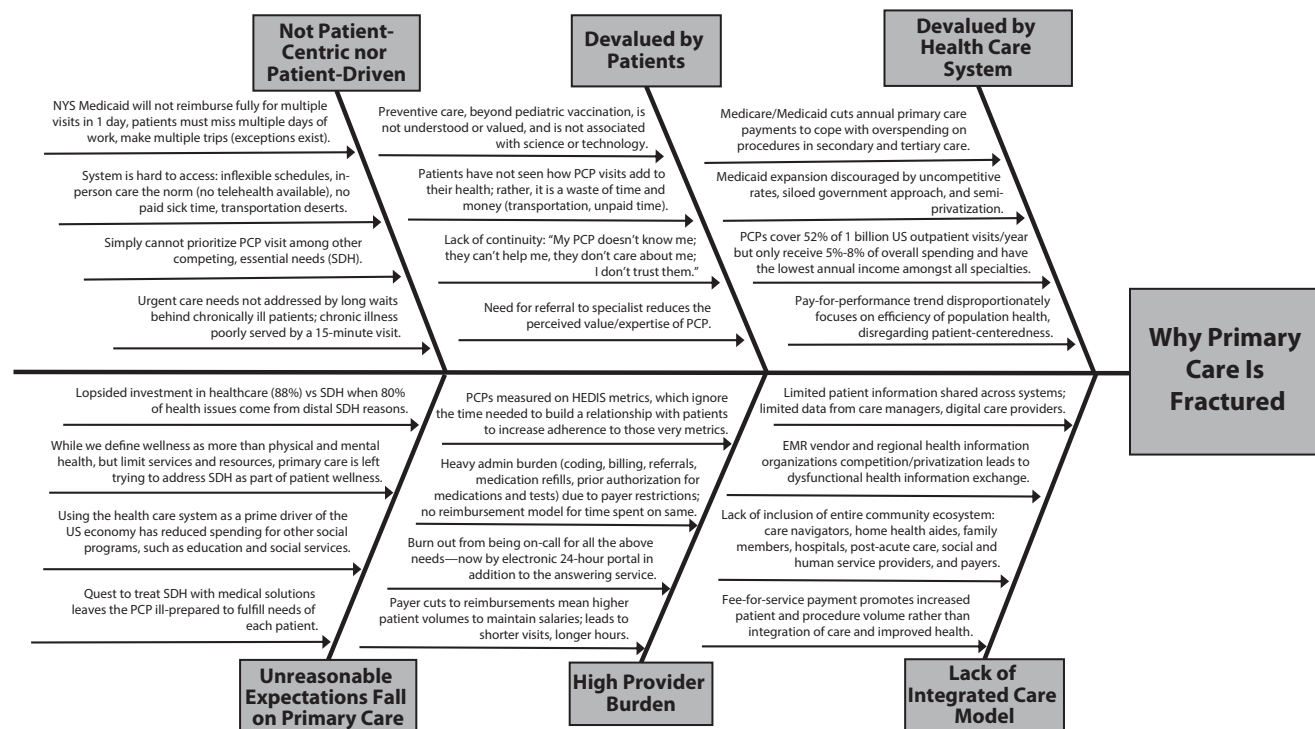 Not Patient-
Centric nor
Patient-Driven
NYS Medicaid will not reimburse fully for multiple
visits in 1 day, patients must miss multiple days of
work, make multiple trips (exceptions exist).
System is hard to access: inflexible schedules, in-
person care the norm (no telehealth available), no
paid sick time, transportation deserts.
Simply cannot prioritize PCP visit among other
competing, essential needs (SDH).
Urgent care needs not addressed by long waits
behind chronically ill patients; chronic illness
poorly served by a 15-minute visit.
Devalued by
Patients
Preventive care, beyond pediatric vaccination, is
not understood or valued, and is not associated
with science or technology.
Patients have not seen how PCP visits add to
their health; rather, it is a waste of time and
money (transportation, unpaid time).
Lack of continuity: “My PCP doesn’t know me;
they can’t help me, they don’t care about me;
I don’t trust them.”
Need for referral to specialist reduces the
perceived value/expertise of PCP.
Devalued by
Health Care
System
Medicare/Medicaid cuts annual primary care
payments to cope with overspending on
procedures in secondary and tertiary care.
Medicaid expansion discouraged by uncompetitive
rates, siloed government approach, and semi-
privatization.
PCPs cover 52% of 1 billion US outpatient visits/year
but only receive 5%-8% of overall spending and have
the lowest annual income amongst all specialties.
Pay-for-performance trend disproportionately
focuses on efficiency of population health,
disregarding patient-centeredness.
Why Primary
Care Is
Fractured
Lopsided investment in healthcare (88%) vs SDH when 80%
of health issues come from distal SDH reasons.
While we define wellness as more than physical and mental
health, but limit services and resources, primary care is left
trying to address SDH as part of patient wellness.
Using the health care system as a prime driver of the
US economy has reduced spending for other social
programs, such as education and social services.
Quest to treat SDH with medical solutions
leaves the PCP ill-prepared to fulfill needs of
each patient.
Unreasonable
Expectations Fall
on Primary Care
PCPs measured on HEDIS metrics, which ignore
the time needed to build a relationship with patients
to increase adherence to those very metrics.
Heavy admin burden (coding, billing, referrals,
medication refills, prior authorization for
medications and tests) due to payer restrictions;
no reimbursement model for time spent on same.
Burn out from being on-call for all the above
needs—now by electronic 24-hour portal in
addition to the answering service.
Payer cuts to reimbursements mean higher
patient volumes to maintain salaries; leads to
shorter visits, longer hours.
High Provider
Burden
Limited patient information shared across systems;
limited data from care managers, digital care providers.
EMR vendor and regional health information
organizations competition/privatization leads to
dysfunctional health information exchange.
Lack of inclusion of entire community ecosystem:
care navigators, home health aides, family
members, hospitals, post-acute care, social and
human service providers, and payers.
Fee-for-service payment promotes increased
patient and procedure volume rather than
integration of care and improved health.
Lack of
Integrated Care
Model